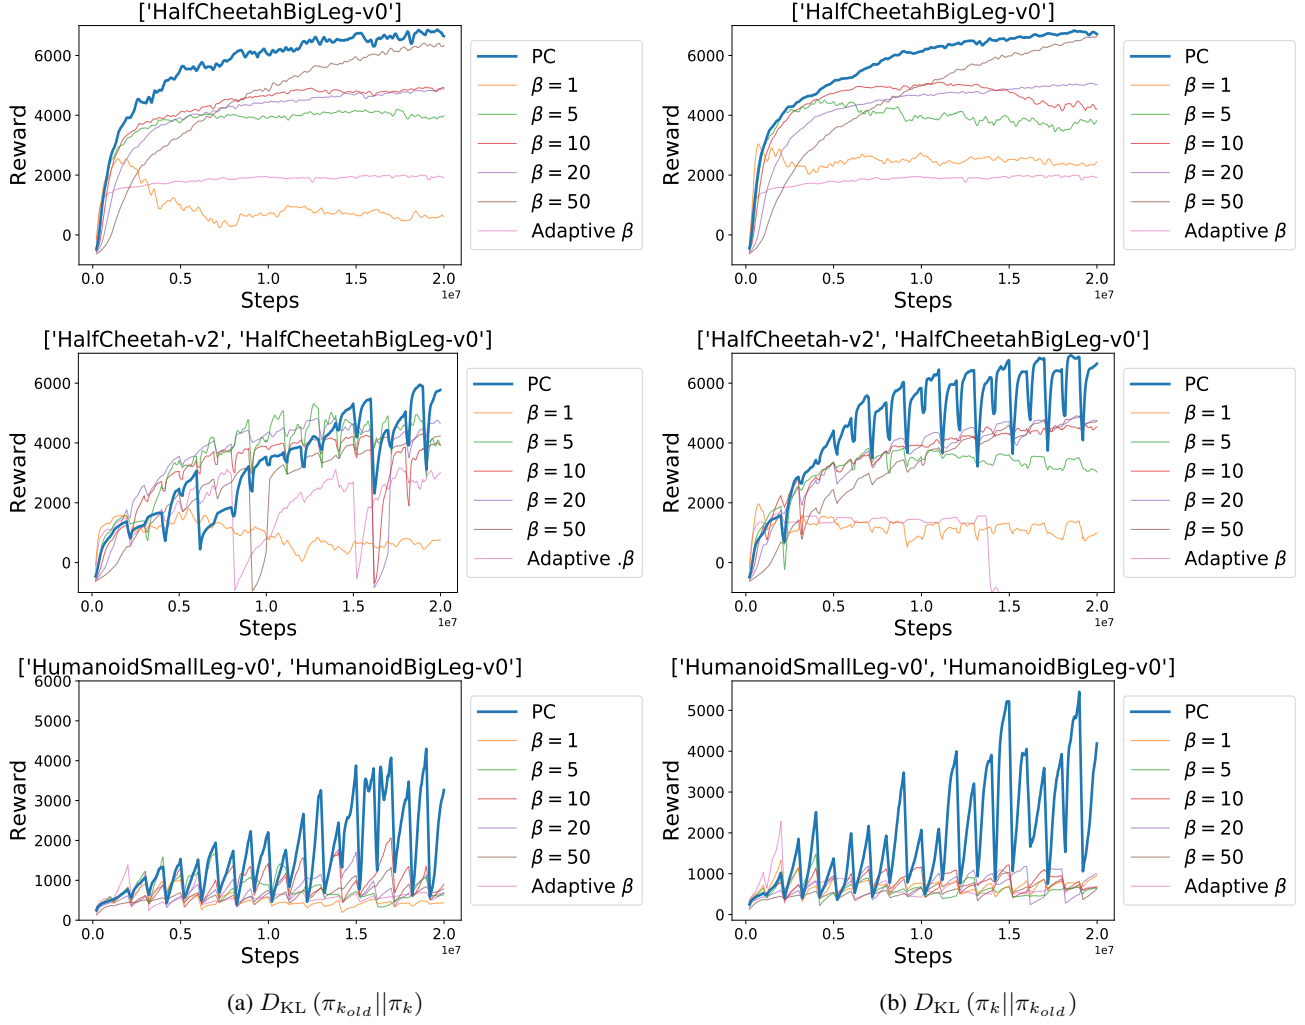 ['HalfCheetahBigLeg-v0']
Reward
6000
4000
2000
0
0.0 0.5 1.0 1.5 2.0
1e7
Steps
PC
β = 1
β = 5
β = 10
β = 20
β = 50
Adaptive β
['HalfCheetahBigLeg-v0']
Reward
6000
4000
2000
0
0.0 0.5 1.0 1.5 2.0
1e7
Steps
PC
β = 1
β = 5
β = 10
β = 20
β = 50
Adaptive β
['HalfCheetah-v2', 'HalfCheetahBigLeg-v0']
Reward
6000
4000
2000
0
0.0 0.5 1.0 1.5 2.0
1e7
Steps
PC
β = 1
β = 5
β = 10
β = 20
β = 50
Adaptive .β
['HalfCheetah-v2', 'HalfCheetahBigLeg-v0']
Reward
6000
4000
2000
0
0.0 0.5 1.0 1.5 2.0
1e7
Steps
PC
β = 1
β = 5
β = 10
β = 20
β = 50
Adaptive β
['HumanoidSmallLeg-v0', 'HumanoidBigLeg-v0']
Reward
6000
5000
4000
3000
2000
1000
0
0.0 0.5 1.0 1.5 2.0
1e7
Steps
PC
β = 1
β = 5
β = 10
β = 20
β = 50
Adaptive β
['HumanoidSmallLeg-v0', 'HumanoidBigLeg-v0']
Reward
5000
4000
3000
2000
1000
0
0.0 0.5 1.0 1.5 2.0
1e7
Steps
PC
β = 1
β = 5
β = 10
β = 20
β = 50
Adaptive β
(a) D_KL (π_{k_old}||π_k)
(b) D_KL (π_k||π_{k_old})